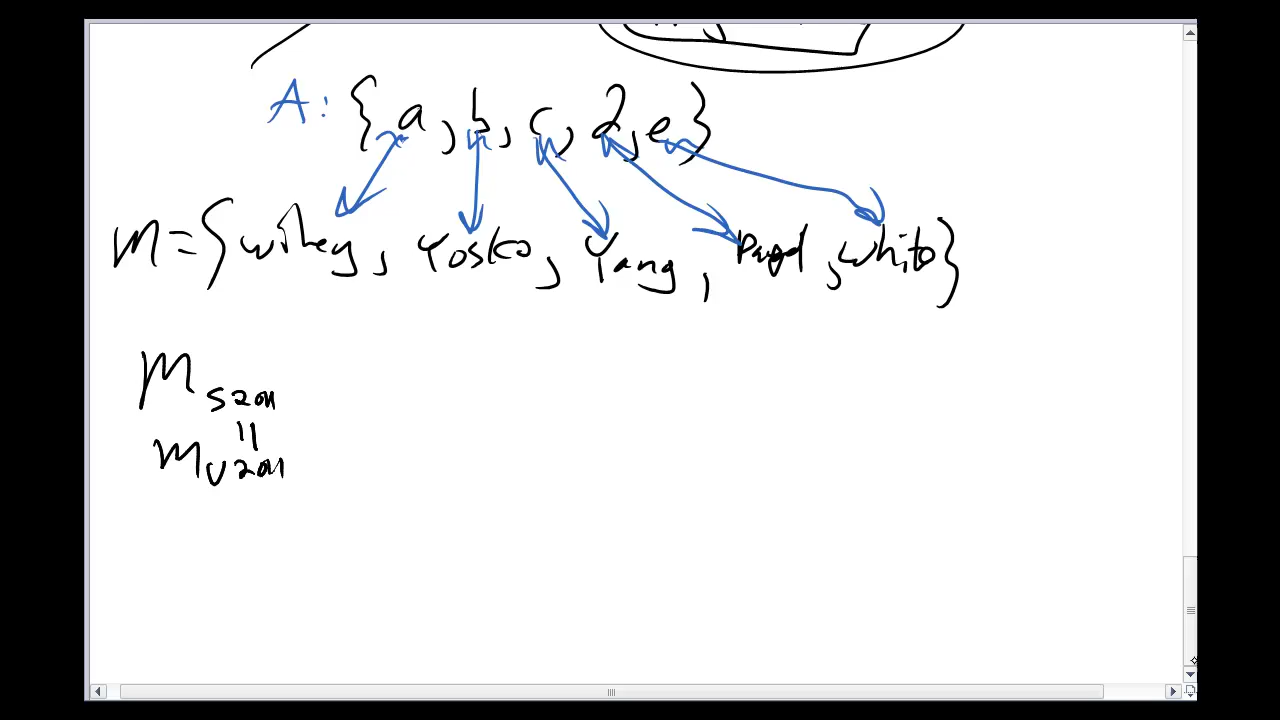 A: {a, b, c, d, e}
M={wiley, Yosko, Yang, , white}
M S2011
=
M U2011